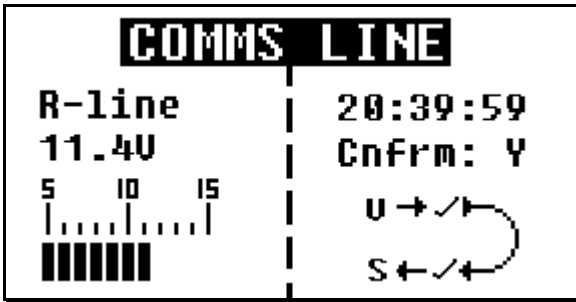 COMMS LINE
R-line
11.4V
5 10 15
20:39:59
Cnfrm: Y
U
S